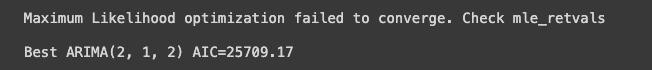 Maximum Likelihood optimization failed to converge. Check mle_retvals
Best ARIMA(2, 1, 2) AIC=25709.17